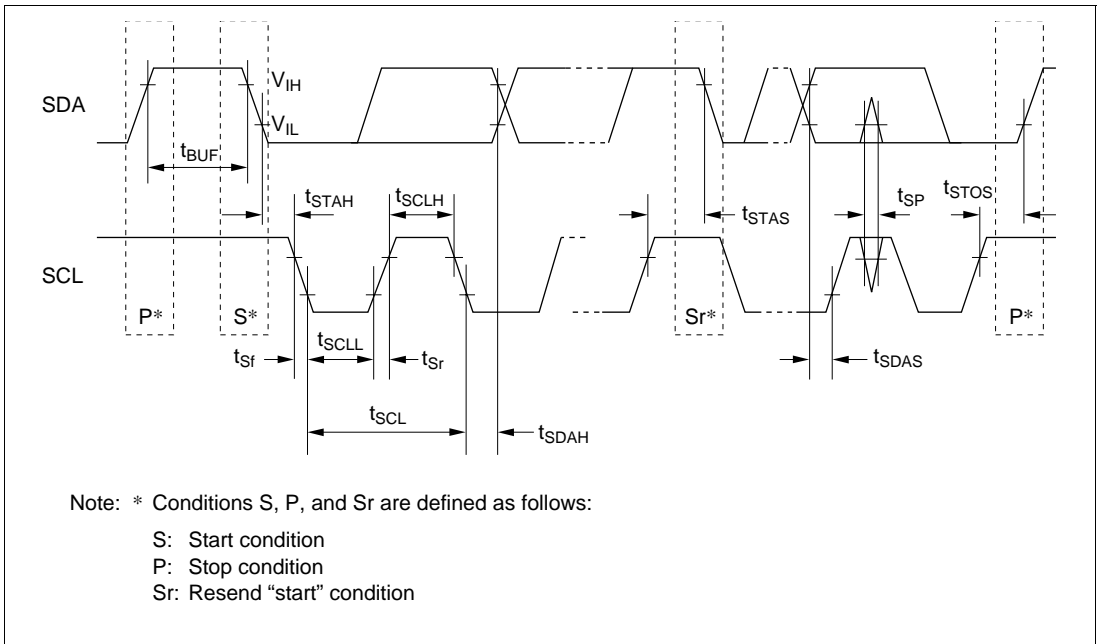 SDA
V_IH
V_IL
t_BUF
t_STAH
t_SCLH
t_STAS
t_SP
t_STOS
SCL
P*
S*
Sr*
P*
t_Sf
t_SCLL
t_Sr
t_SDAS
t_SCL
t_SDAH
Note: * Conditions S, P, and Sr are defined as follows:
S: Start condition
P: Stop condition
Sr: Resend “start” condition